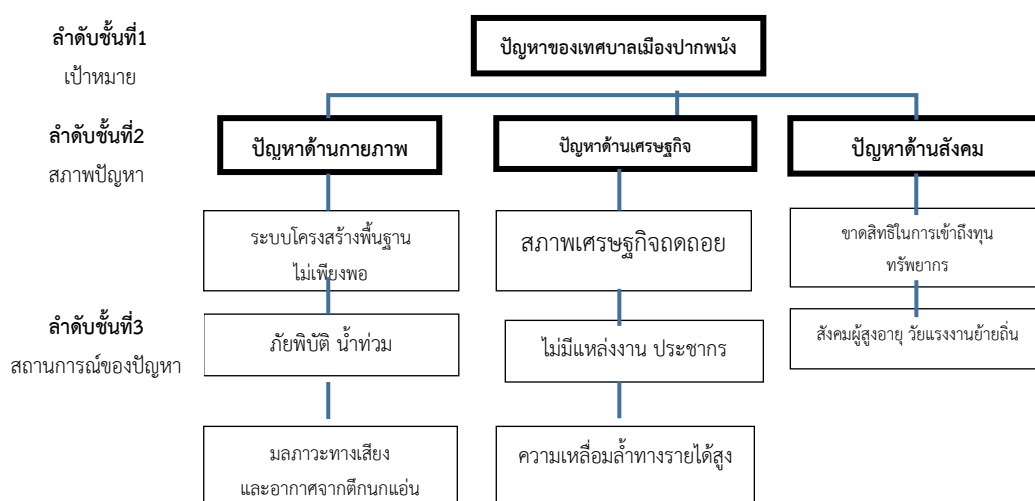 ลำดับชั้นที่1
เป้าหมาย
ปัญหาของเทศบาลเมืองปากพนัง
ลำดับชั้นที่2
สภาพปัญหา
ปัญหาด้านกายภาพ
ปัญหาด้านเศรษฐกิจ
ปัญหาด้านสังคม
ระบบโครงสร้างพื้นฐาน
ไม่เพียงพอ
สภาพเศรษฐกิจถดถอย
ขาดสิทธิในการเข้าถึงทุน
ทรัพยากร
ลำดับชั้นที่3
สถานการณ์ของปัญหา
ภัยพิบัติ น้ำท่วม
ไม่มีแหล่งงาน ประชากร
สังคมผู้สูงอายุ วัยแรงงานย้ายถิ่น
มลภาวะทางเสียง
และอากาศจากตึกนกแอ่น
ความเหลื่อมล้ำทางรายได้สูง